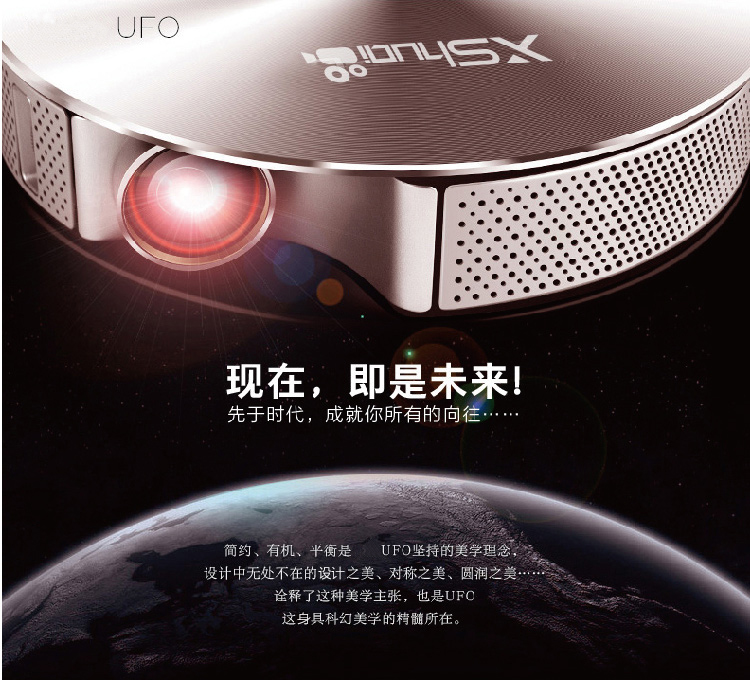 UFO
XShuqi
现在，即是未来!
先于时代，成就你所有的向往……
简约、有机、平衡是 UFO坚持的美学理念，
设计中无处不在的设计之美、对称之美、圆润之美……
诠释了这种美学主张，也是UFO
这身具科幻美学的精髓所在。